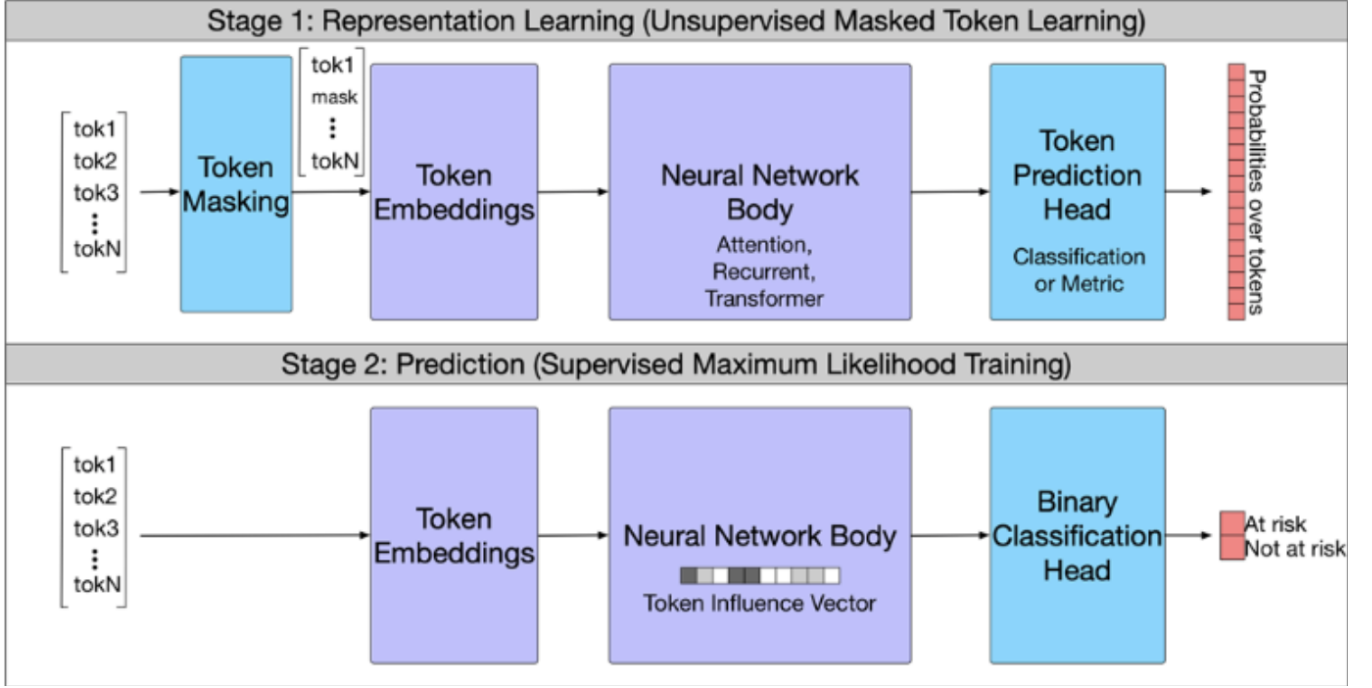 Stage 1: Representation Learning (Unsupervised Masked Token Learning)
tok1
tok2
tok3
⋮
tokN
Token
Masking
tok1
mask
⋮
tokN
Token
Embeddings
Neural Network
Body
Attention,
Recurrent,
Transformer
Token
Prediction
Head
Classification
or Metric
Probabilities over tokens
Stage 2: Prediction (Supervised Maximum Likelihood Training)
tok1
tok2
tok3
⋮
tokN
Token
Embeddings
Neural Network Body
Token Influence Vector
Binary
Classification
Head
At risk
Not at risk